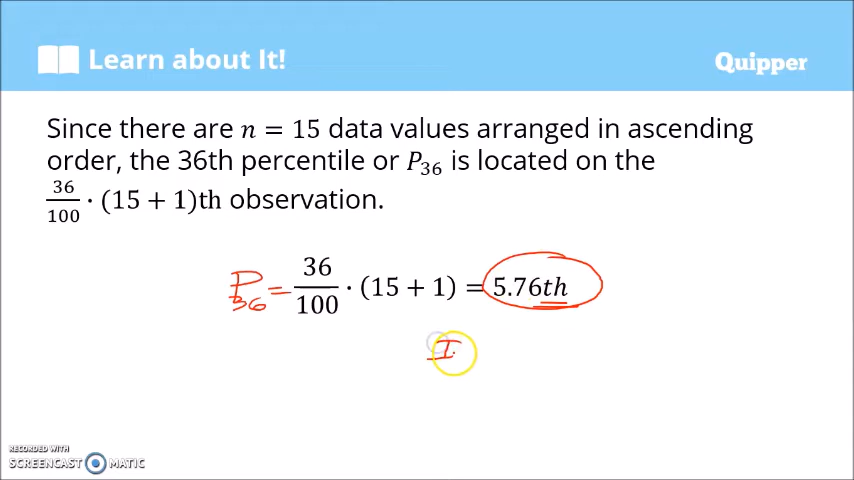 Learn about It!
Quipper
Since there are n = 15 data values arranged in ascending
order, the 36th percentile or P₃₆ is located on the
36/100 · (15 + 1)th observation.
P₃₆ = 36/100 · (15 + 1) = 5.76th
I
RECORDED WITH
SCREENCAST MATIC